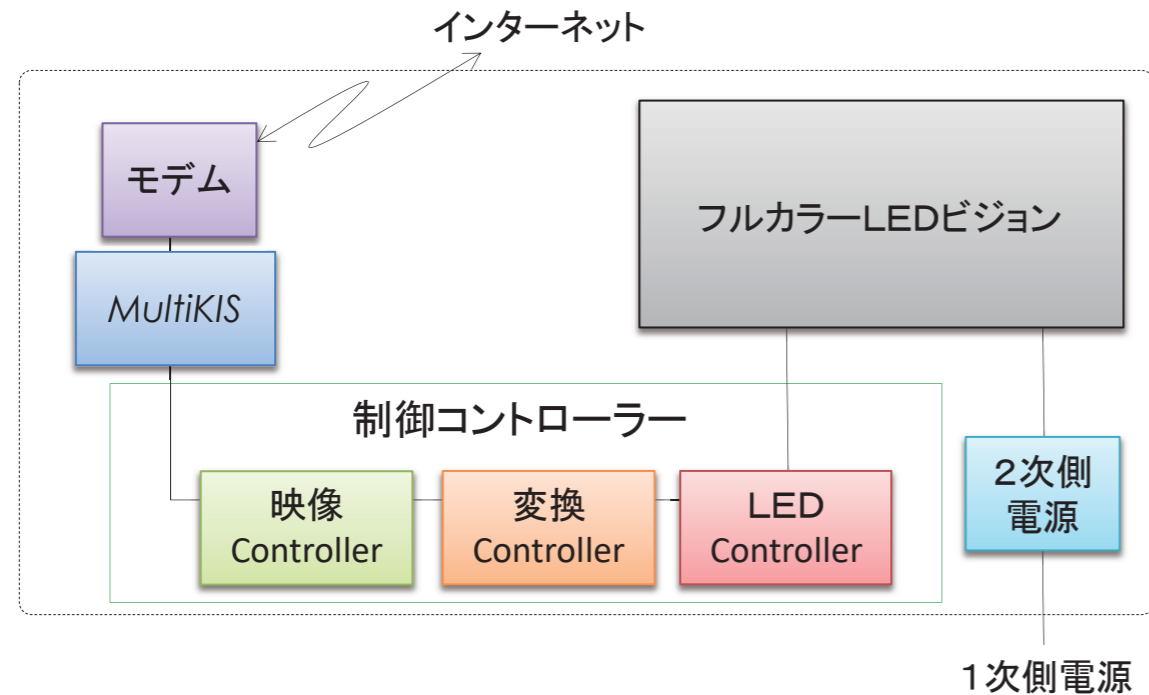 インターネット
モデム
フルカラーLEDビジョン
MultiKIS
制御コントローラー
映像
Controller
変換
Controller
LED
Controller
2次側
電源
1次側電源